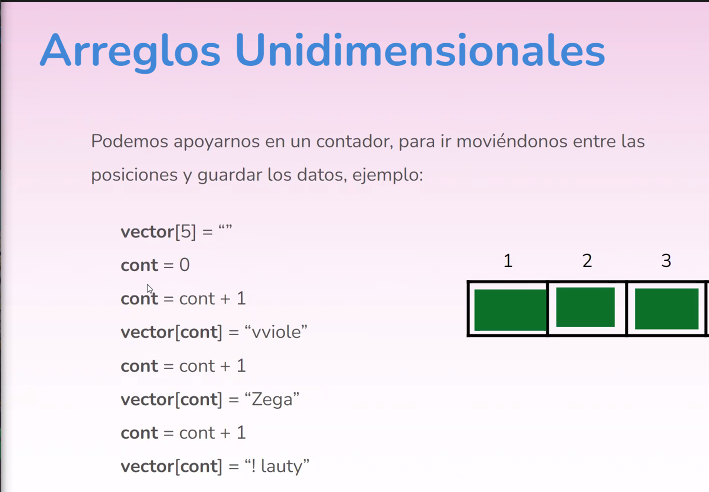 Arreglos Unidimensionales
Podemos apoyarnos en un contador, para ir moviéndonos entre las
posiciones y guardar los datos, ejemplo:
vector[5] = “”
cont = 0
cont = cont + 1
vector[cont] = “vviole”
cont = cont + 1
vector[cont] = “Zega”
cont = cont + 1
vector[cont] = “! lauty”
1 2 3